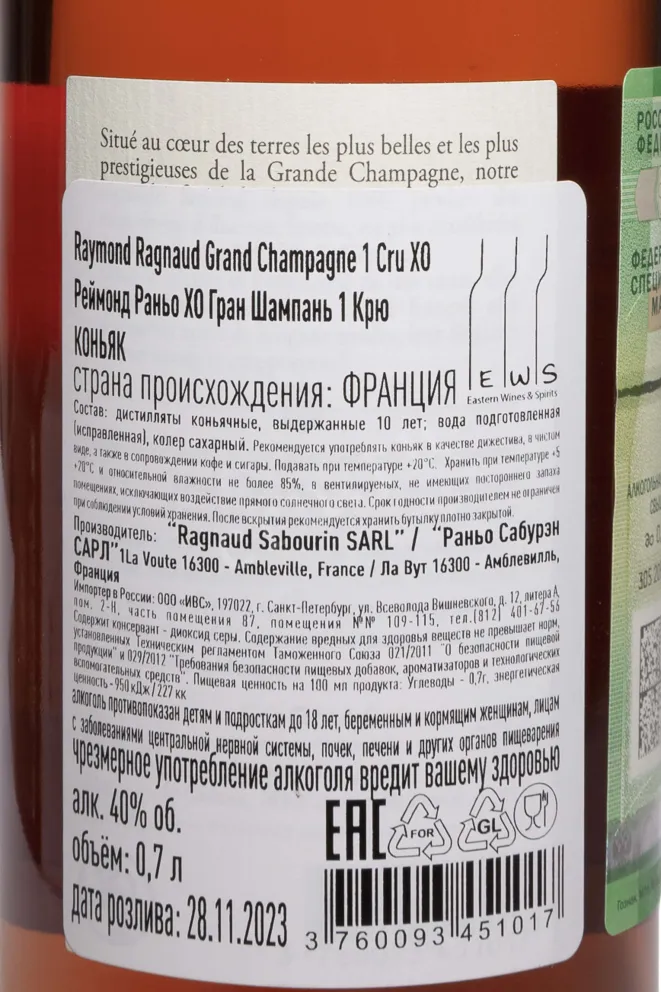 Situé au cœur des terres les plus belles et les plus
prestigieuses de la Grande Champagne, notre
Raymond Ragnaud Grand Champagne 1 Cru XO
Реймонд Раньо ХО Гран Шампань 1 Крю
КОНЬЯК
страна происхождения: ФРАНЦИЯ
EWS
Eastern Wines & Spirits
Состав: дистилляты коньячные, выдержанные 10 лет; вода подготовленная
(исправленная), колер сахарный. Рекомендуется употреблять коньяк в качестве дижестива, в чистом
виде, а также в сопровождении кофе и сигары. Подавать при температуре +20°С. Хранить при температуре +5
+20°С и относительной влажности не более 85%, в вентилируемых, не имеющих постороннего запаха
помещениях, исключающих воздействие прямого солнечного света. Срок годности производителем не ограничен
при соблюдении условий хранения. После вскрытия рекомендуется хранить бутылку плотно закрытой.
Производитель: "Ragnaud Sabourin SARL" / "Раньо Сабурэн
САРЛ" 1La Voute 16300 - Ambleville, France / Ла Вут 16300 - Амблевилль,
Франция
Импортер в России: ООО «ИВС», 197022, г. Санкт-Петербург, ул. Всеволода Вишневского, д. 12, литера А,
пом. 2-Н, часть помещения 87, помещения №№ 109-115, тел.(812) 401-67-56
Содержит консервант - диоксид серы. Содержание вредных для здоровья веществ не превышает норм,
установленных Техническим регламентом Таможенного Союза 021/2011 "О безопасности пищевой
продукции" и 029/2012 "Требования безопасности пищевых добавок, ароматизаторов и технологических
вспомогательных средств". Пищевая ценность на 100 мл продукта: Углеводы - 0,7г, энергетическая
ценность - 950 кДж/227 кк
алкоголь противопоказан детям и подросткам до 18 лет, беременным и кормящим женщинам, лицам
с заболеваниями центральной нервной системы, почек, печени и других органов пищеварения
чрезмерное употребление алкоголя вредит вашему здоровью
алк. 40% об.
объём: 0,7 л
дата розлива: 28.11.2023
ЕАС
FOR
GL
3 760093 451017